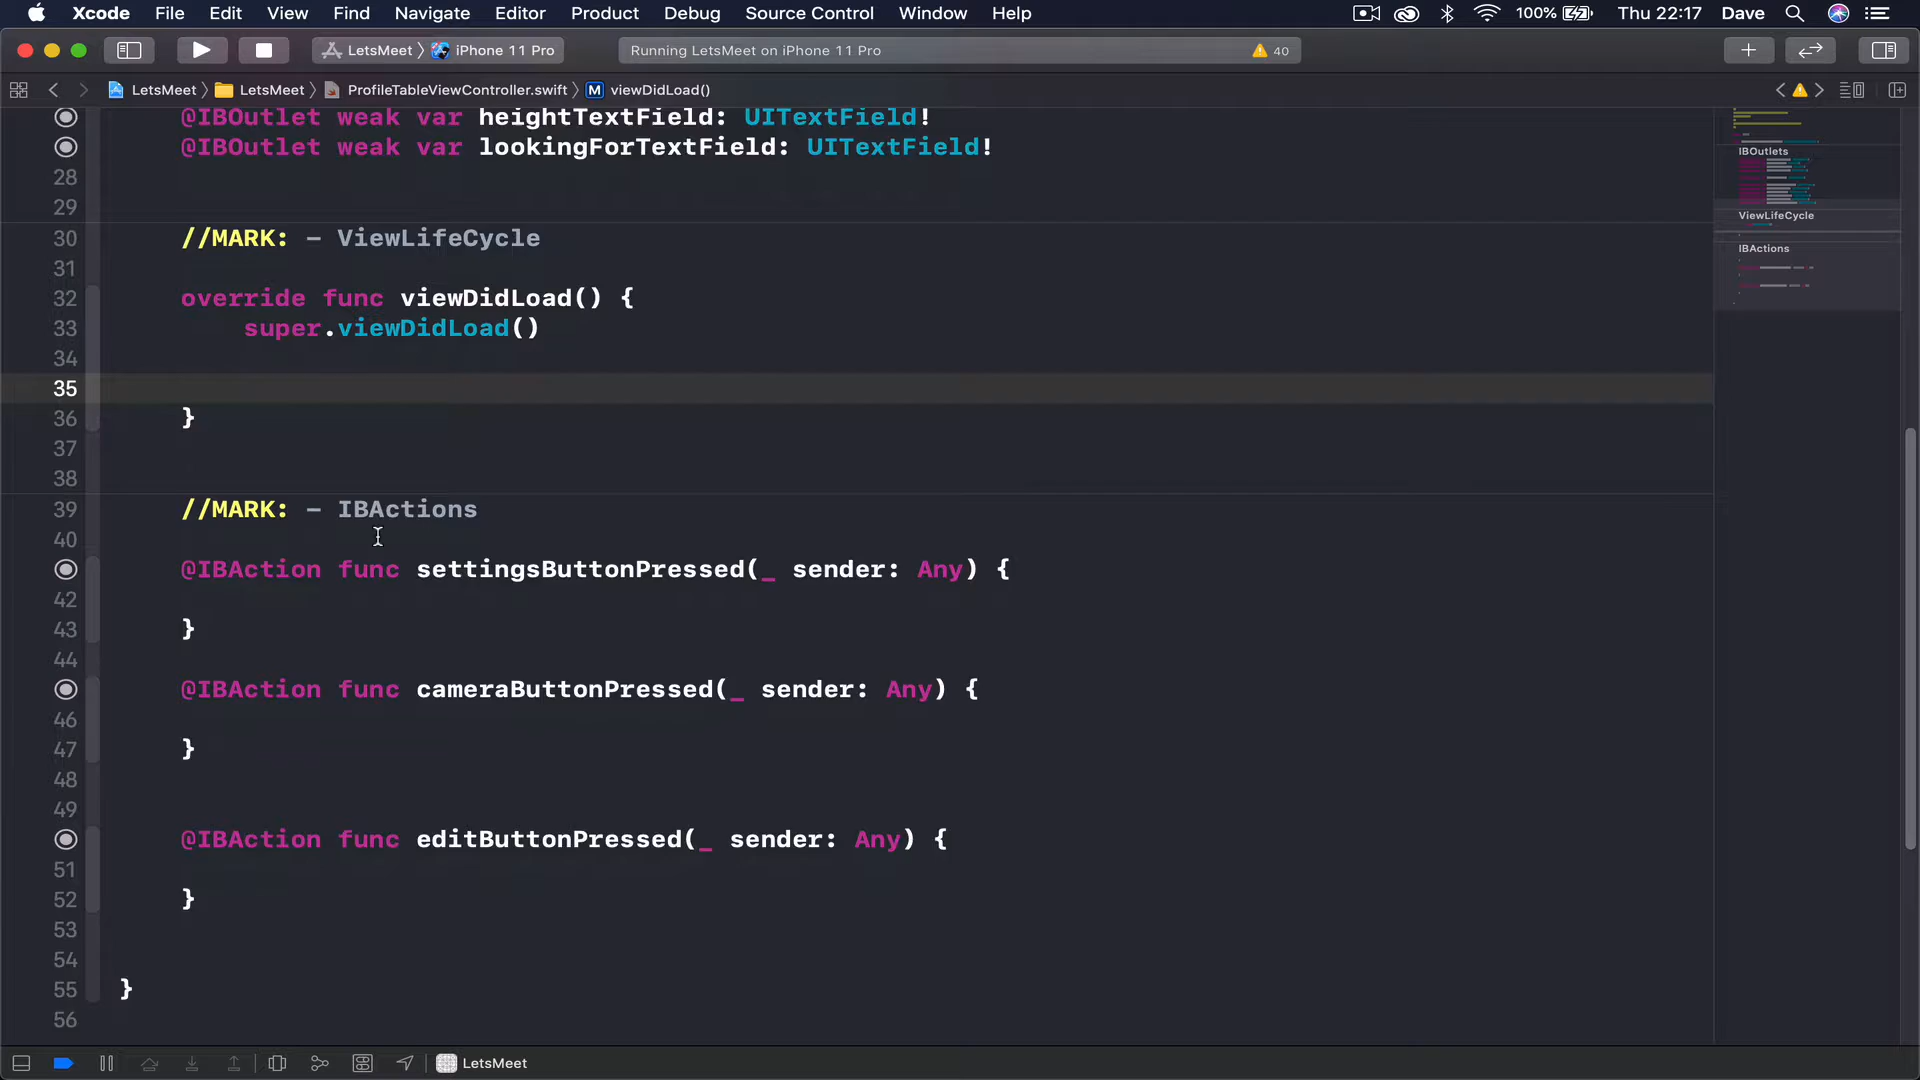 Xcode File Edit View Find Navigate Editor Product Debug Source Control Window Help 100% Thu 22:17 Dave
LetsMeet 〉 iPhone 11 Pro Running LetsMeet on iPhone 11 Pro 40
LetsMeet 〉 LetsMeet 〉 ProfileTableViewController.swift 〉 M viewDidLoad()
@IBOutlet weak var heightTextField: UITextField!
@IBOutlet weak var lookingForTextField: UITextField!
28
29
30 //MARK: - ViewLifeCycle
31
32 override func viewDidLoad() {
33 super.viewDidLoad()
34
35
36 }
37
38
39 //MARK: - IBActions
40
@IBAction func settingsButtonPressed(_ sender: Any) {
42
43 }
44
@IBAction func cameraButtonPressed(_ sender: Any) {
46
47 }
48
49
@IBAction func editButtonPressed(_ sender: Any) {
51
52 }
53
54
55 }
56
IBOutlets
ViewLifeCycle
IBActions
LetsMeet